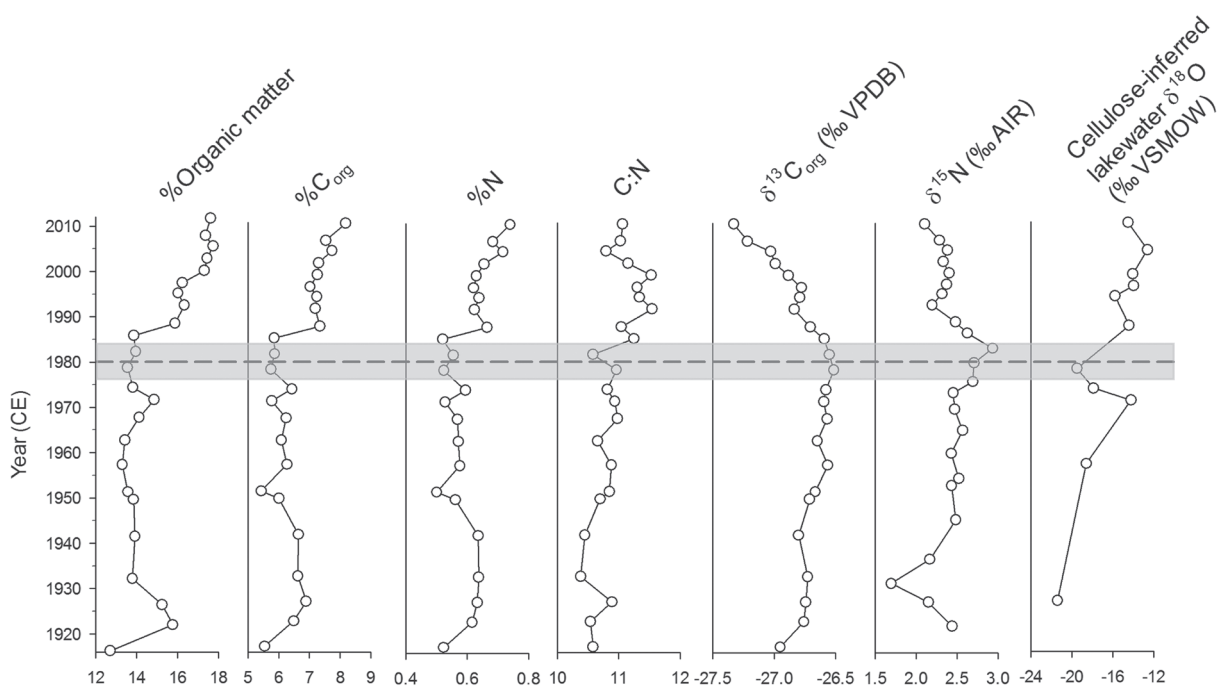 %Organic matter
%C org
%N
C:N
δ13Corg (‰ VPDB)
δ15N (‰ AIR)
Cellulose-inferred
lakewater δ18O
(‰ VSMOW)
Year (CE)
2010
2000
1990
1980
1970
1960
1950
1940
1930
1920
12 14 16 18
5 6 7 8 9
0.4 0.6 0.8
10 11 12
-27.5 -27.0 -26.5
1.5 2.0 2.5 3.0
-24 -20 -16 -12